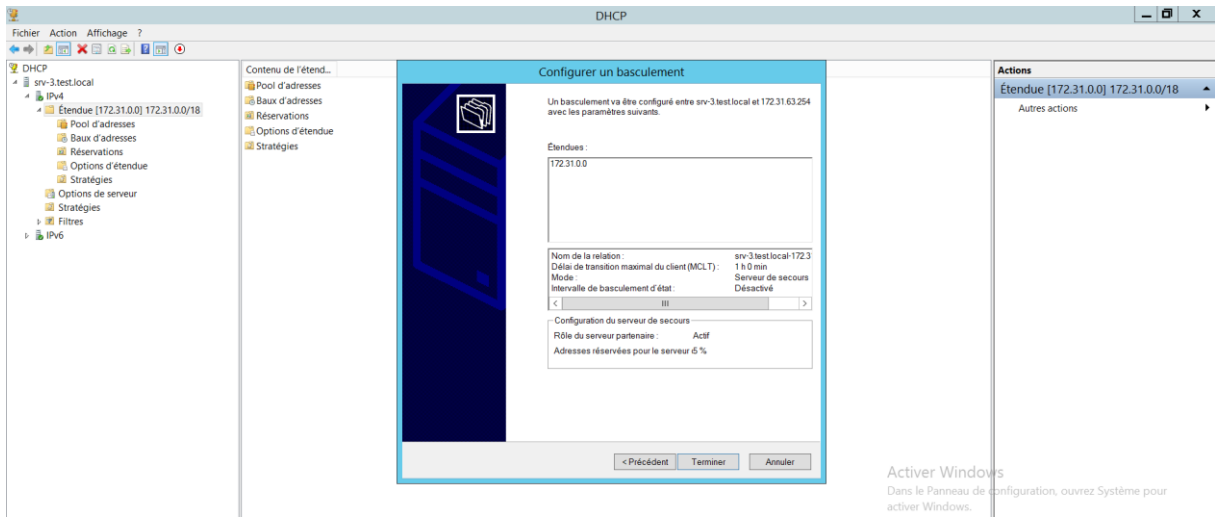 DHCP
Fichier Action Affichage ?
DHCP
srv-3.test.local
IPv4
Étendue [172.31.0.0] 172.31.0.0/18
Pool d'adresses
Baux d'adresses
Réservations
Options d'étendue
Stratégies
Options de serveur
Stratégies
Filtres
IPv6
Contenu de l'étend...
Pool d'adresses
Baux d'adresses
Réservations
Options d'étendue
Stratégies
Configurer un basculement
Un basculement va être configuré entre srv-3.test.local et 172.31.63.254
avec les paramètres suivants.
Étendues :
172.31.0.0
Nom de la relation : srv-3.test.local-172.3
Délai de transition maximal du client (MCLT) : 1 h 0 min
Mode : Serveur de secours
Intervalle de basculement d'état : Désactivé
Configuration du serveur de secours
Rôle du serveur partenaire : Actif
Adresses réservées pour le serveur 5 %
< Précédent Terminer Annuler
Actions
Étendue [172.31.0.0] 172.31.0.0/18
Autres actions
Activer Windows
Dans le Panneau de configuration, ouvrez Système pour
activer Windows.